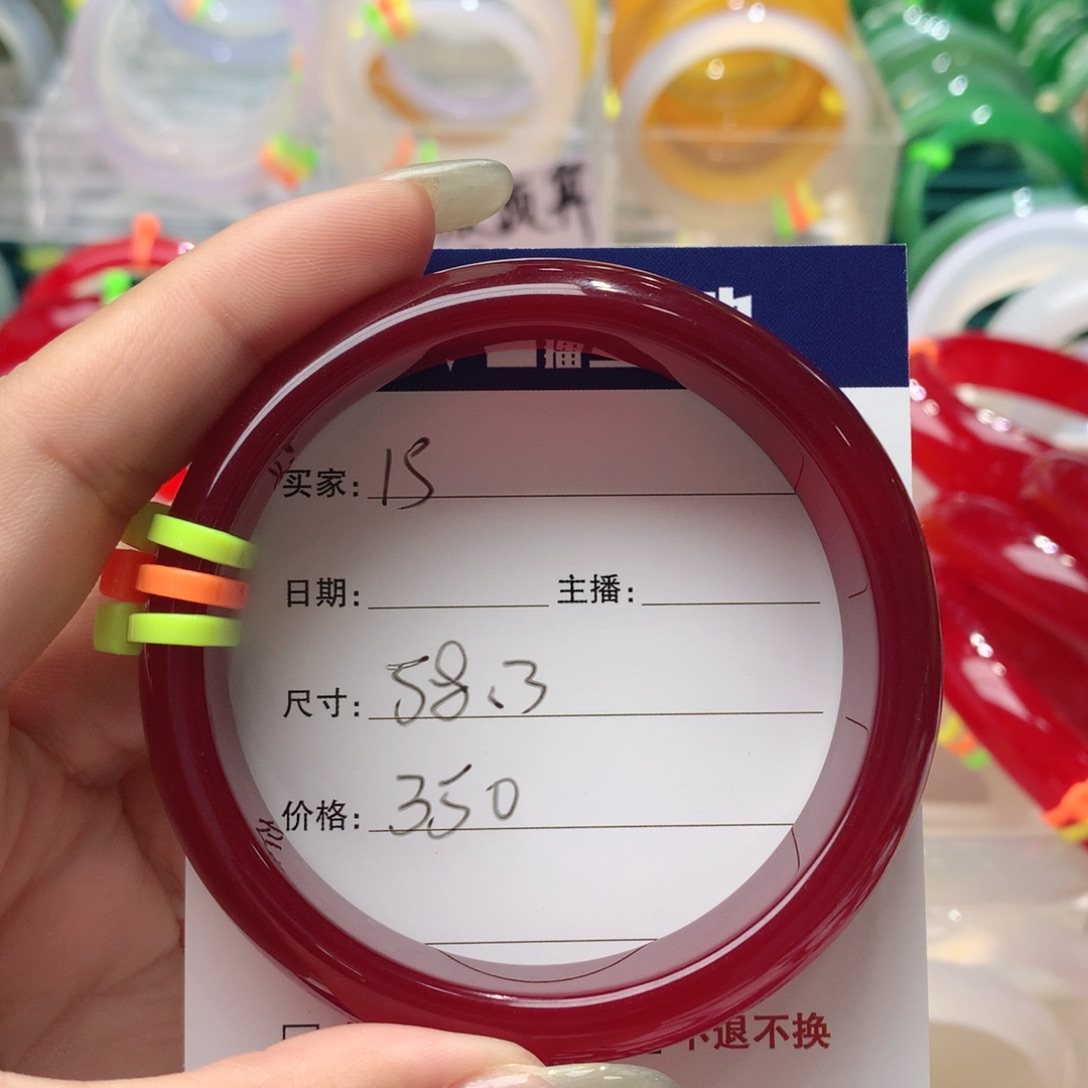 买家: 15
日期: 主播:
尺寸: 58.3
价格: 350
不退不换